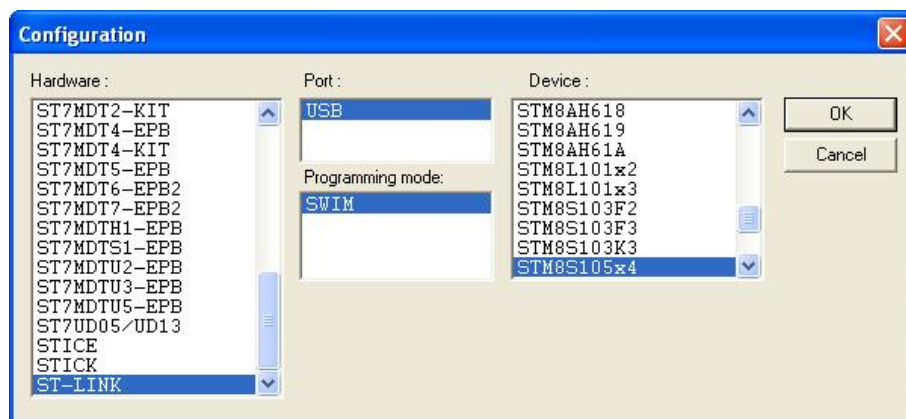 Configuration
Hardware :
ST7MDT2-KIT
ST7MDT4-EPB
ST7MDT4-KIT
ST7MDT5-EPB
ST7MDT6-EPB2
ST7MDT7-EPB2
ST7MDTH1-EPB
ST7MDTS1-EPB
ST7MDTU2-EPB
ST7MDTU3-EPB
ST7MDTU5-EPB
ST7UD05/UD13
STICE
STICK
ST-LINK
Port :
USB
Programming mode:
SWIM
Device :
STM8AH618
STM8AH619
STM8AH61A
STM8L101x2
STM8L101x3
STM8S103F2
STM8S103F3
STM8S103K3
STM8S105x4
OK
Cancel